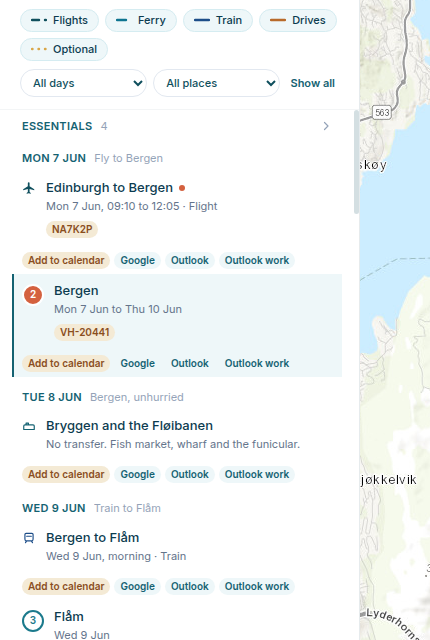 Flights Ferry Train Drives
Optional
All days All places Show all
ESSENTIALS 4
MON 7 JUN Fly to Bergen
Edinburgh to Bergen
Mon 7 Jun, 09:10 to 12:05 · Flight
NA7K2P
Add to calendar Google Outlook Outlook work
2 Bergen
Mon 7 Jun to Thu 10 Jun
VH-20441
Add to calendar Google Outlook Outlook work
TUE 8 JUN Bergen, unhurried
Bryggen and the Fløibanen
No transfer. Fish market, wharf and the funicular.
Add to calendar Google Outlook Outlook work
WED 9 JUN Train to Flåm
Bergen to Flåm
Wed 9 Jun, morning · Train
Add to calendar Google Outlook Outlook work
3 Flåm
Wed 9 Jun
563
skøy
jøkkelvik
Lyderhorns